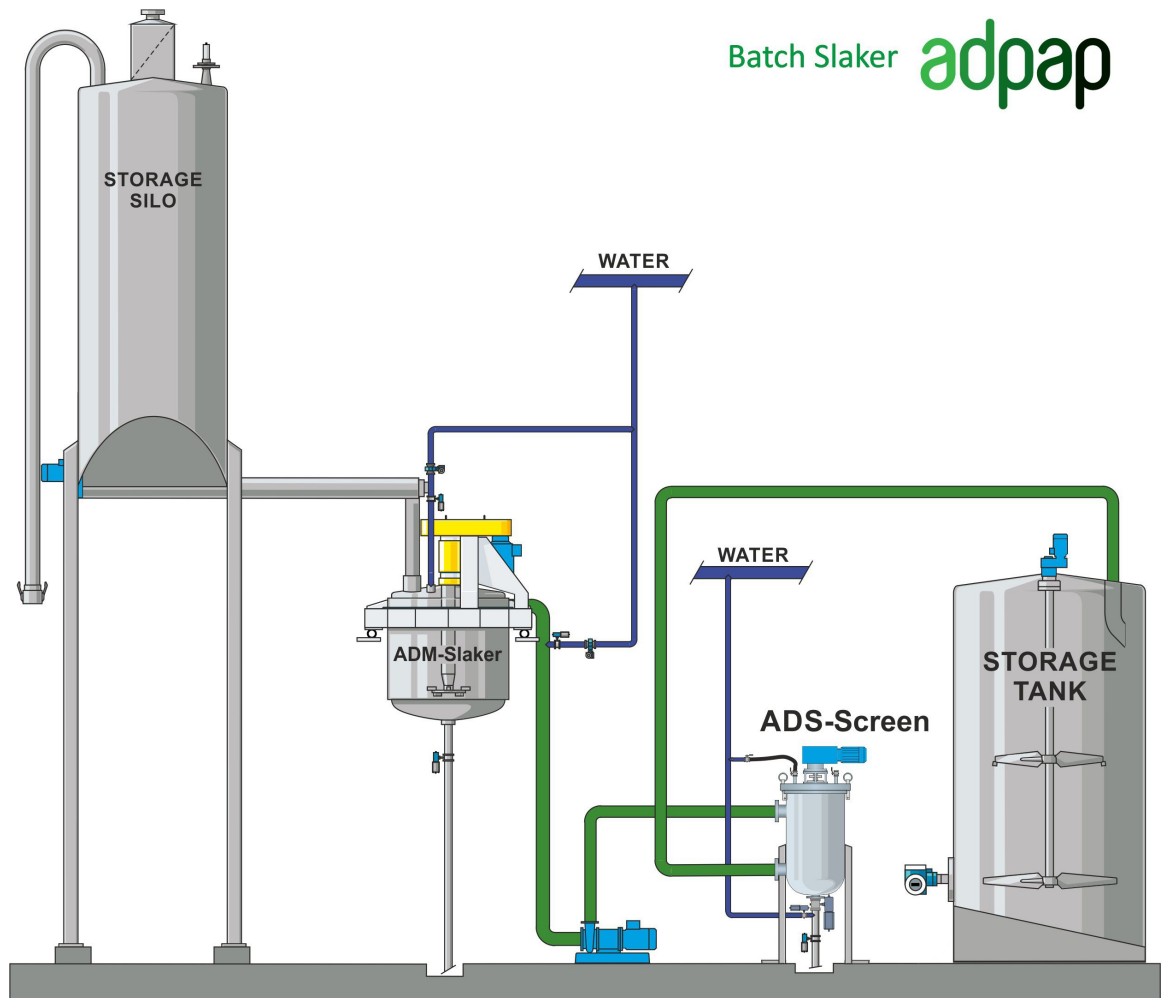 Batch Slaker adpap
STORAGE
SILO
WATER
WATER
ADM-Slaker
STORAGE
TANK
ADS-Screen